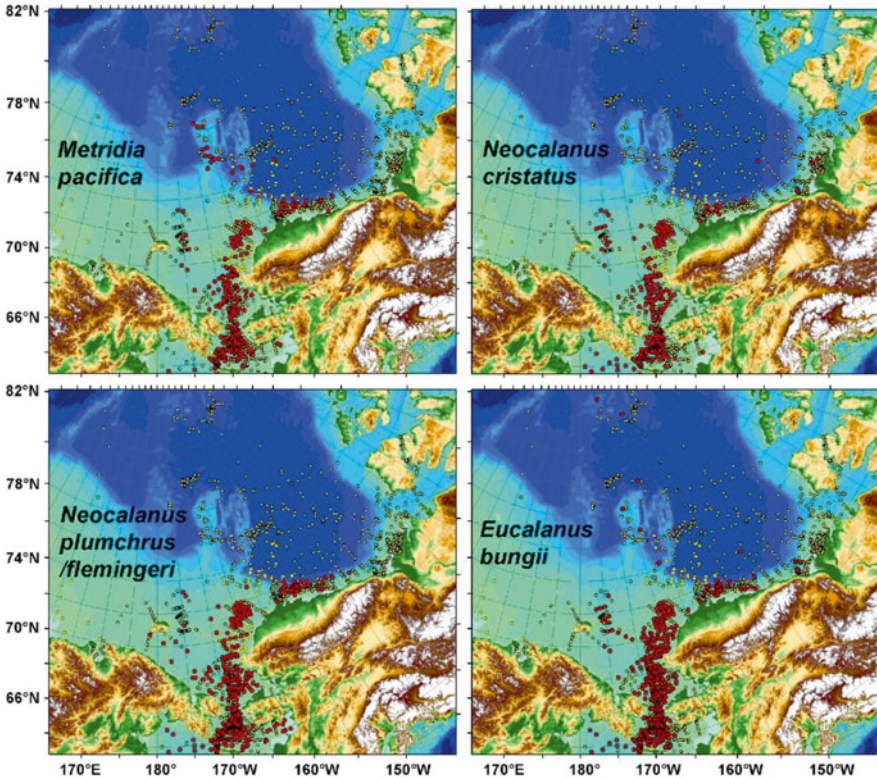 82°N
78°N
74°N
70°N
66°N
Metridia
pacifica
Neocalanus
cristatus
82°N
78°N
74°N
70°N
66°N
Neocalanus
plumchrus
/flemingeri
Eucalanus
bungii
170°E 180° 170°W 160°W 150°W
170°E 180° 170°W 160°W 150°W